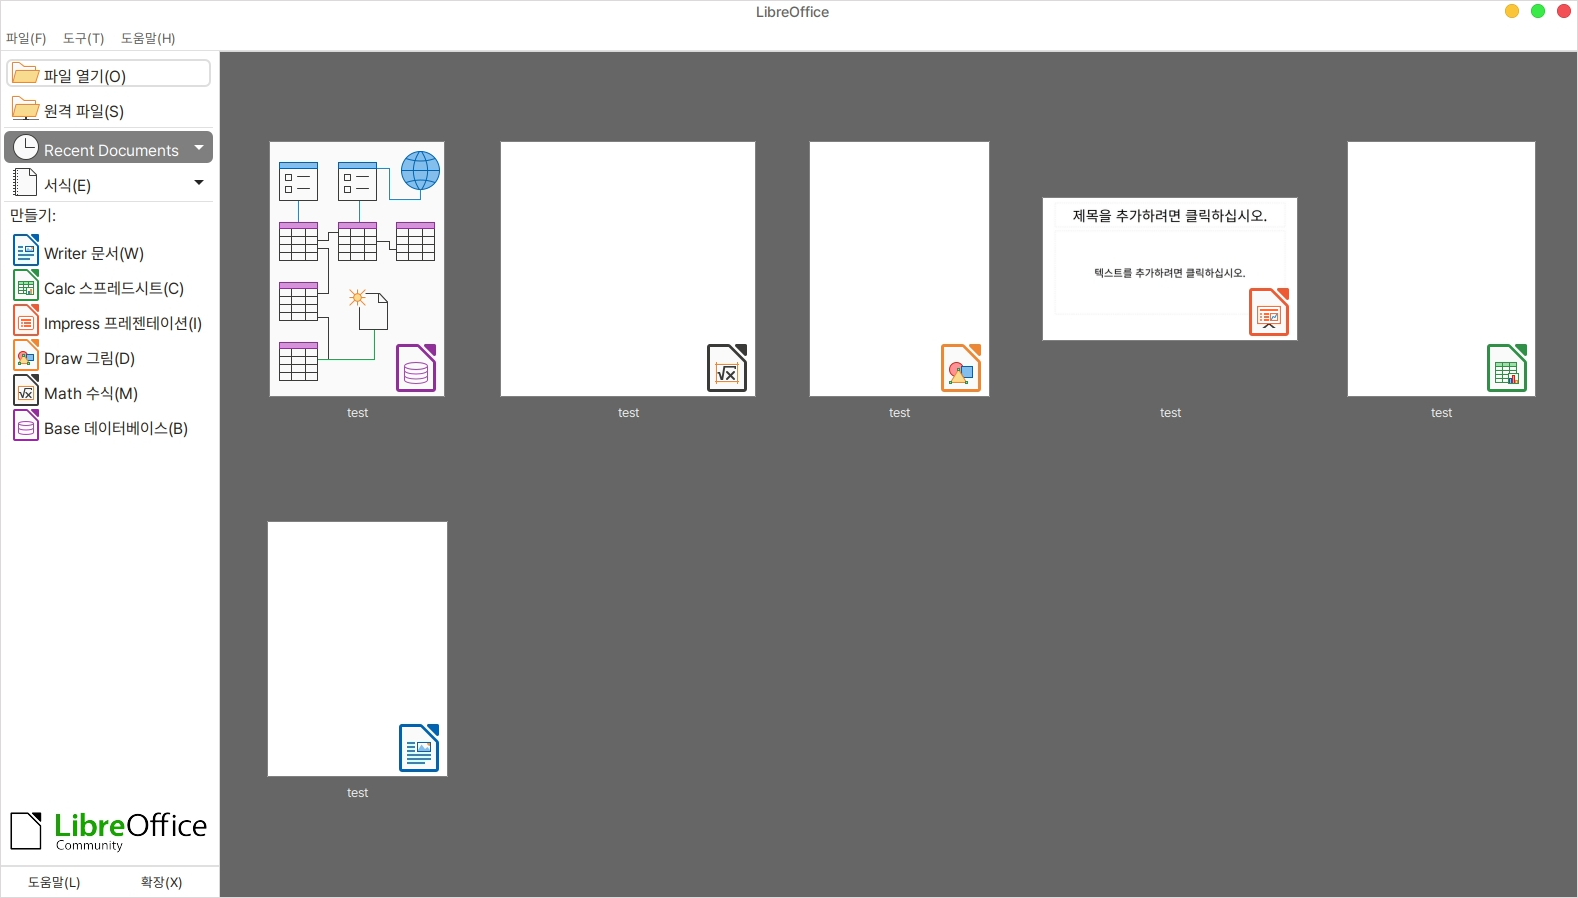 LibreOffice
파일(F) 도구(T) 도움말(H)
파일 열기(O)
원격 파일(S)
Recent Documents
서식(E)
만들기:
Writer 문서(W)
Calc 스프레드시트(C)
Impress 프레젠테이션(I)
Draw 그림(D)
Math 수식(M)
Base 데이터베이스(B)
제목을 추가하려면 클릭하십시오.
텍스트를 추가하려면 클릭하십시오.
test test test test test
test
LibreOffice
Community
도움말(L) 확장(X)